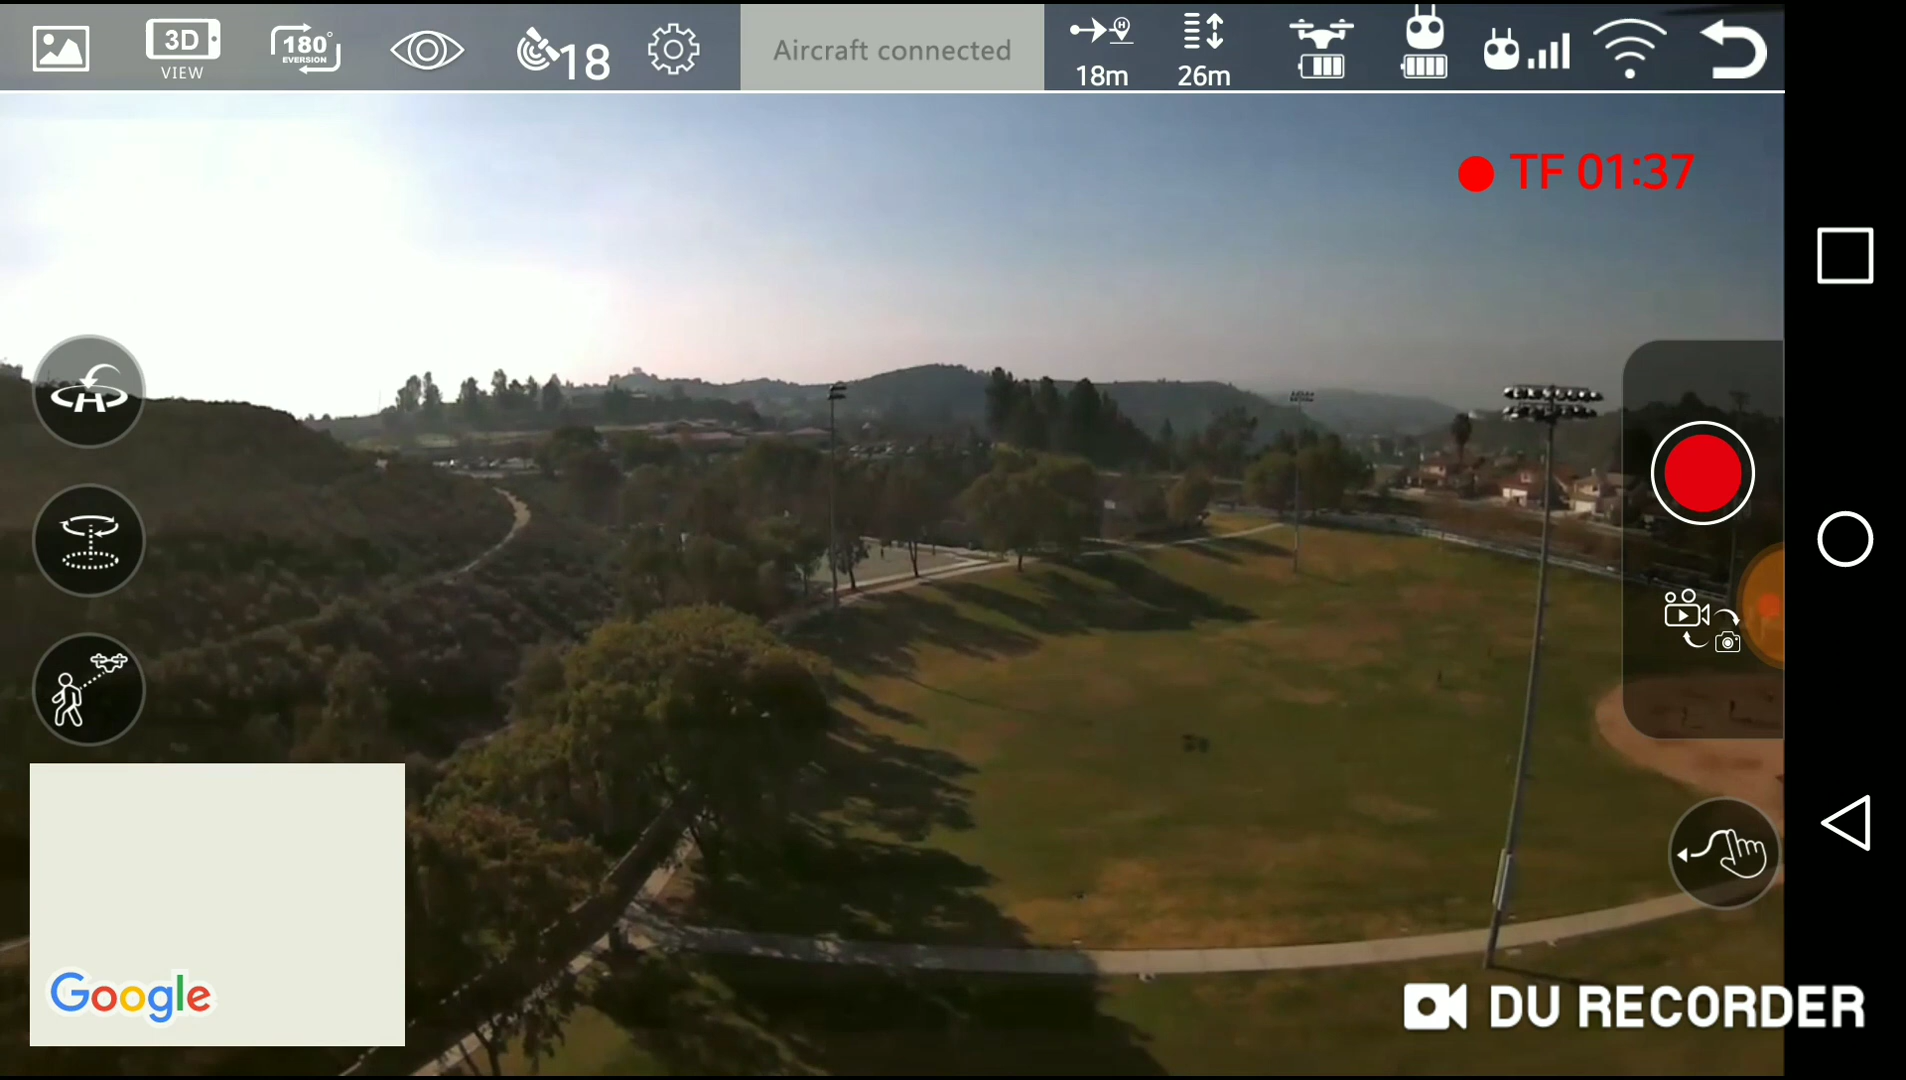 3D
VIEW
180°
EVERSION
18
Aircraft connected
H
18m
26m
TF 01:37
H
Google
DU RECORDER